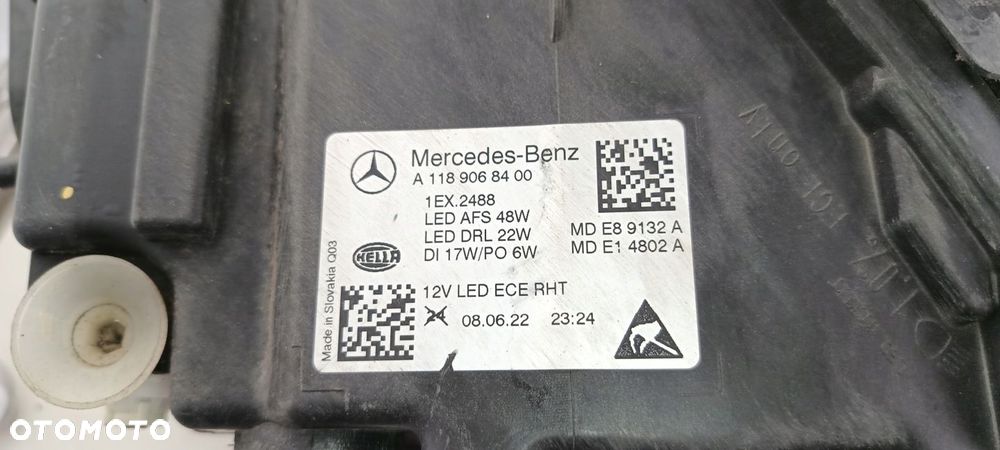 Mercedes-Benz
A 118 906 84 00
1EX.2488
LED AFS 48W
LED DRL 22W
DI 17W/PO 6W
MD E8 9132 A
MD E1 4802 A
HELLA
Made in Slovakia Q03
12V LED ECE RHT
08.06.22 23:24
ECE ONLY
OTOMOTO